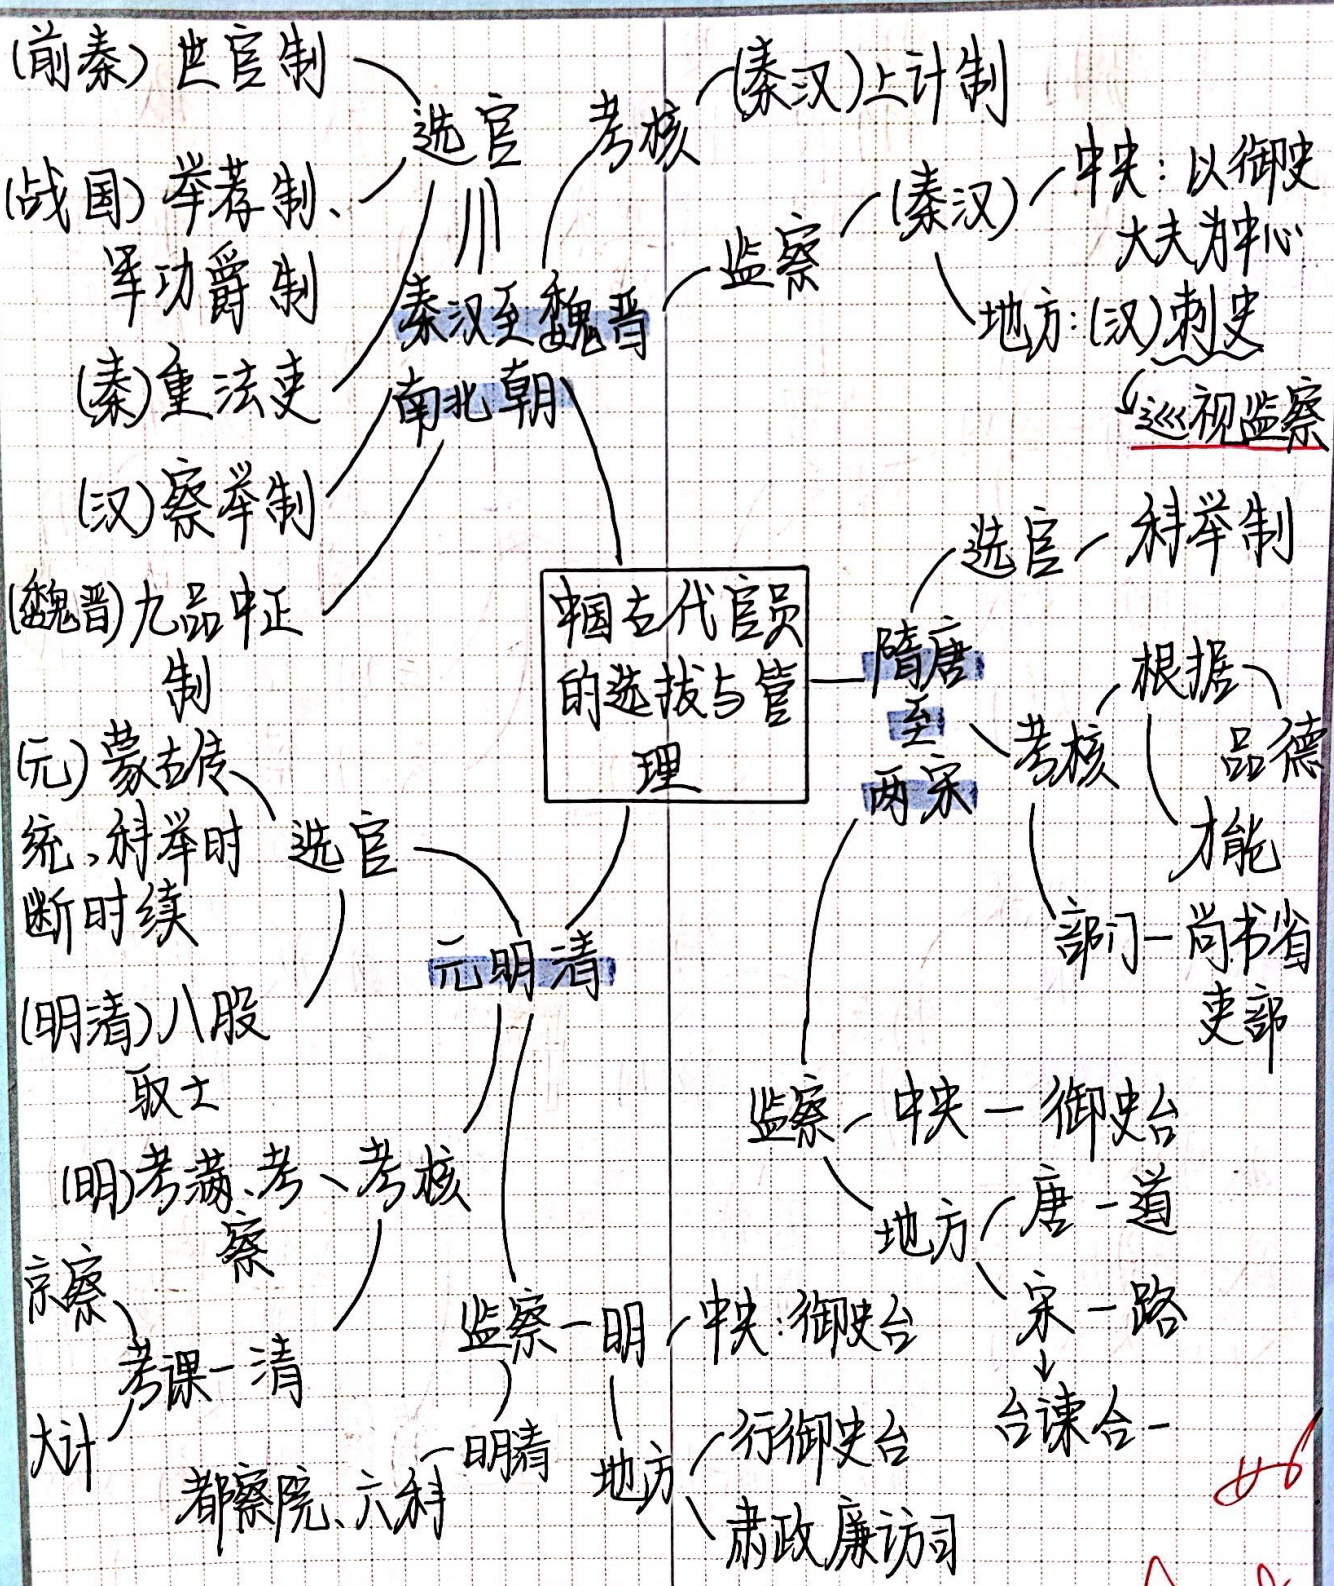 中国古代官员
的选拔与管
理
秦汉至魏晋
南北朝
选官
(前秦)世官制
(战国)举荐制、
军功爵制
(秦)重法吏
(汉)察举制
(魏晋)九品中正
制
考核
(秦汉)上计制
监察
(秦汉)
中央:以御史
大夫为中心
地方:(汉)刺史
巡视监察
隋唐
至
两宋
选官
科举制
考核
根据
品德
才能
部门一尚书省
吏部
监察一中央一御史台
地方
唐一道
宋一路
台谏合一
元明清
选官
(元)蒙古传
统、科举时
断时续
(明清)八股
取士
考核
(明)考满、考
察
考课一清
京察
大计
监察一明
中央:御史台
地方
行御史台
肃政廉访司
明清
都察院、六科